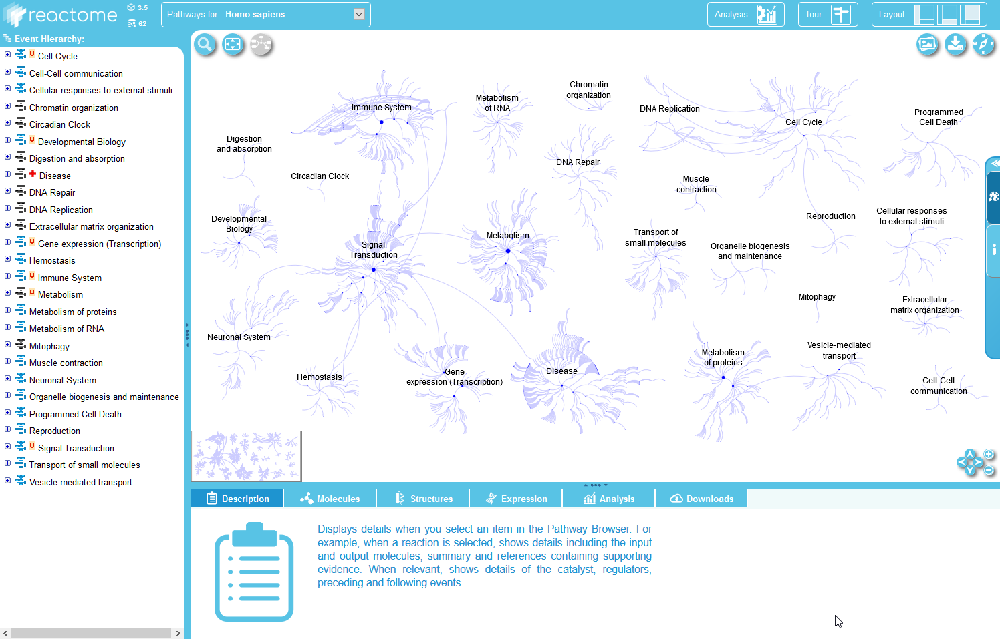 reactome
3.5
62
Pathways for: Homo sapiens
Analysis:
Tour:
Layout:
Event Hierarchy:
U Cell Cycle
Cell-Cell communication
Cellular responses to external stimuli
Chromatin organization
Circadian Clock
U Developmental Biology
Digestion and absorption
Disease
DNA Repair
DNA Replication
Extracellular matrix organization
U Gene expression (Transcription)
Hemostasis
U Immune System
U Metabolism
Metabolism of proteins
Metabolism of RNA
Mitophagy
Muscle contraction
Neuronal System
Organelle biogenesis and maintenance
Programmed Cell Death
Reproduction
U Signal Transduction
Transport of small molecules
Vesicle-mediated transport
Immune System
Metabolism
of RNA
Chromatin
organization
DNA Replication
Cell Cycle
Programmed
Cell Death
Digestion
and absorption
Circadian Clock
DNA Repair
Muscle
contraction
Developmental
Biology
Signal
Transduction
Metabolism
Transport of
small molecules
Organelle biogenesis
and maintenance
Reproduction
Cellular responses
to external stimuli
Mitophagy
Extracellular
matrix organization
Neuronal System
Hemostasis
Gene
expression (Transcription)
Disease
Metabolism
of proteins
Vesicle-mediated
transport
Cell-Cell
communication
Description
Molecules
Structures
Expression
Analysis
Downloads
Displays details when you select an item in the Pathway Browser. For
example, when a reaction is selected, shows details including the input
and output molecules, summary and references containing supporting
evidence. When relevant, shows details of the catalyst, regulators,
preceding and following events.